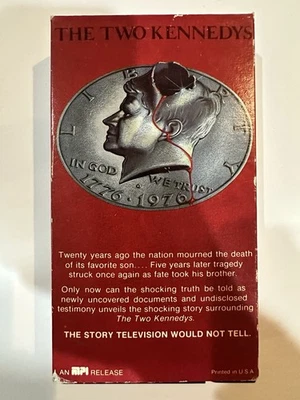 THE TWO KENNEDYS
LIBERTY
IN GOD WE TRUST
1776 · 1976
Twenty years ago the nation mourned the death
of its favorite son.... Five years later tragedy
struck once again as fate took his brother.
Only now can the shocking truth be told as
newly uncovered documents and undisclosed
testimony unveils the shocking story surrounding
The Two Kennedys.
THE STORY TELEVISION WOULD NOT TELL.
AN MPI RELEASE
Printed in U S A